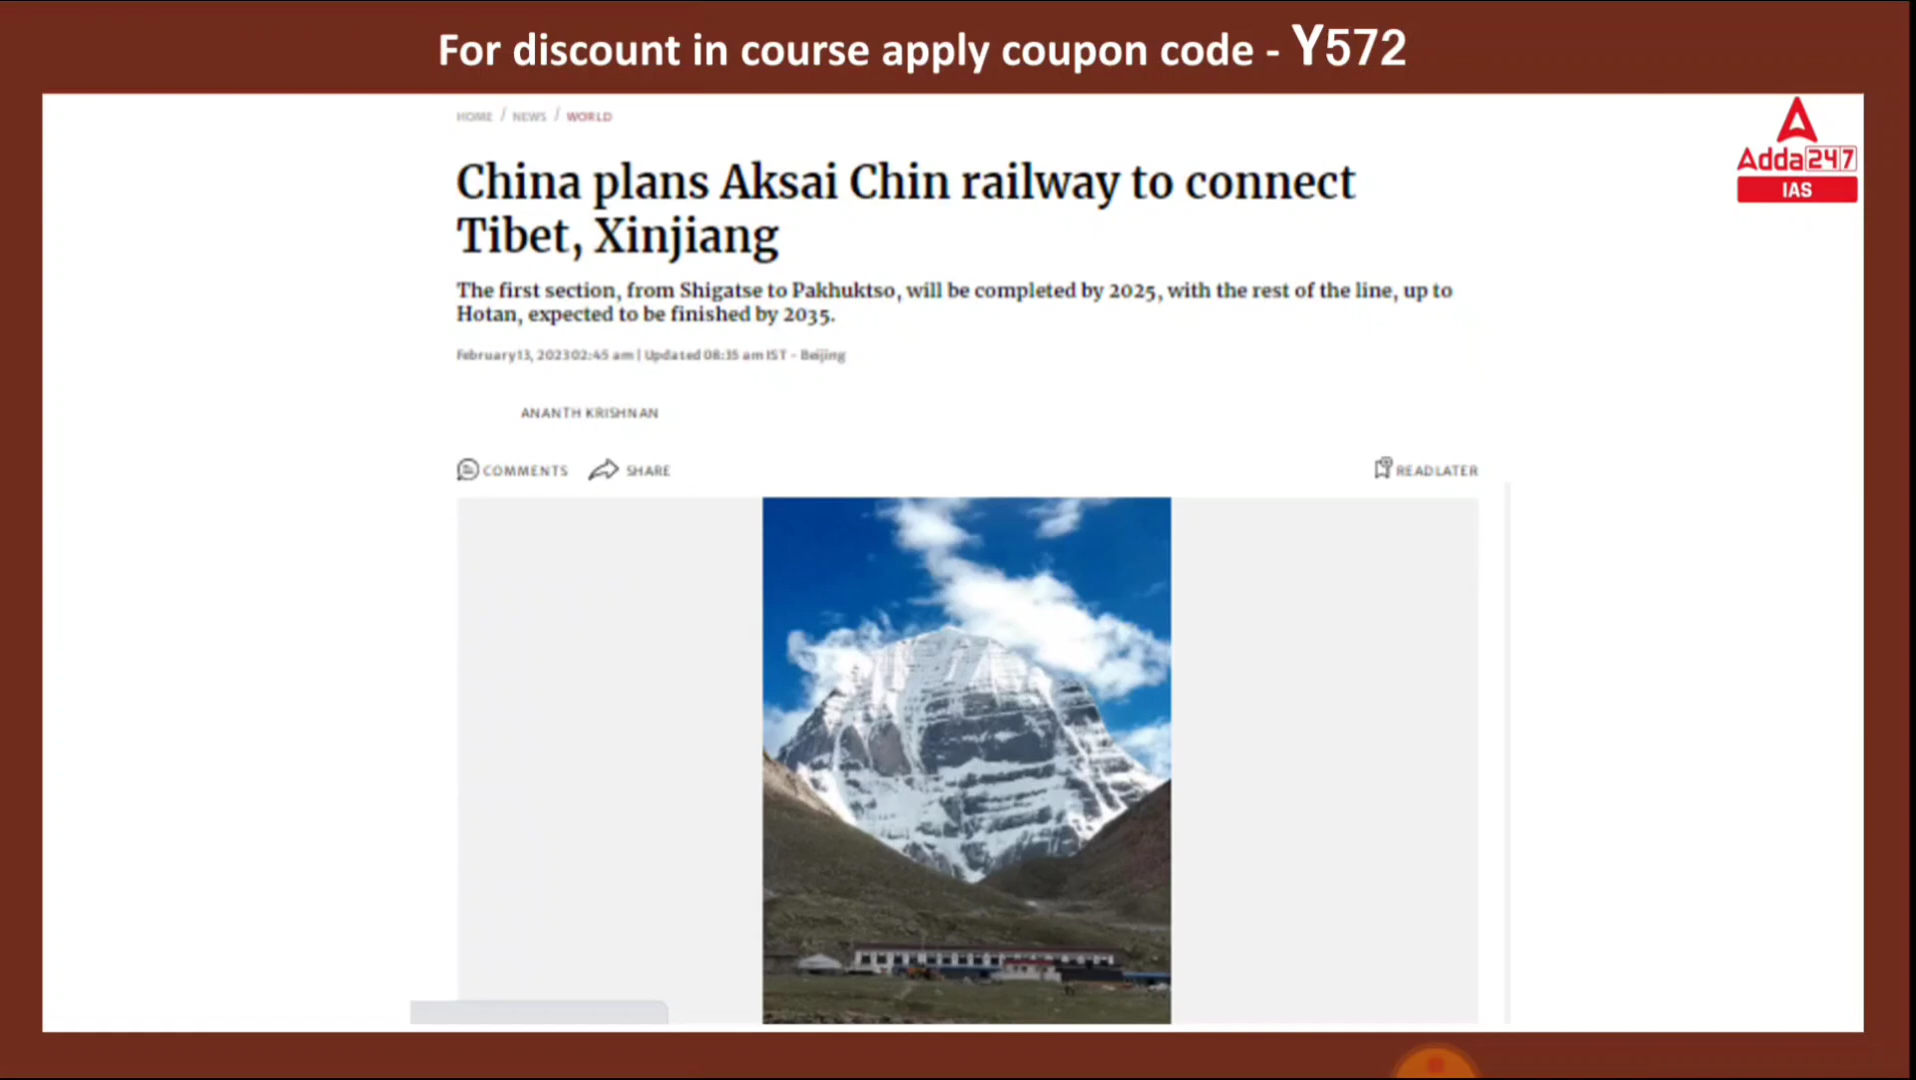 For discount in course apply coupon code - Y572
HOME / NEWS / WORLD
Adda247
IAS
China plans Aksai Chin railway to connect
Tibet, Xinjiang
The first section, from Shigatse to Pakhuktso, will be completed by 2025, with the rest of the line, up to
Hotan, expected to be finished by 2035.
February 13, 2023 02:45 am | Updated 08:35 am IST - Beijing
ANANTH KRISHNAN
COMMENTS SHARE READ LATER